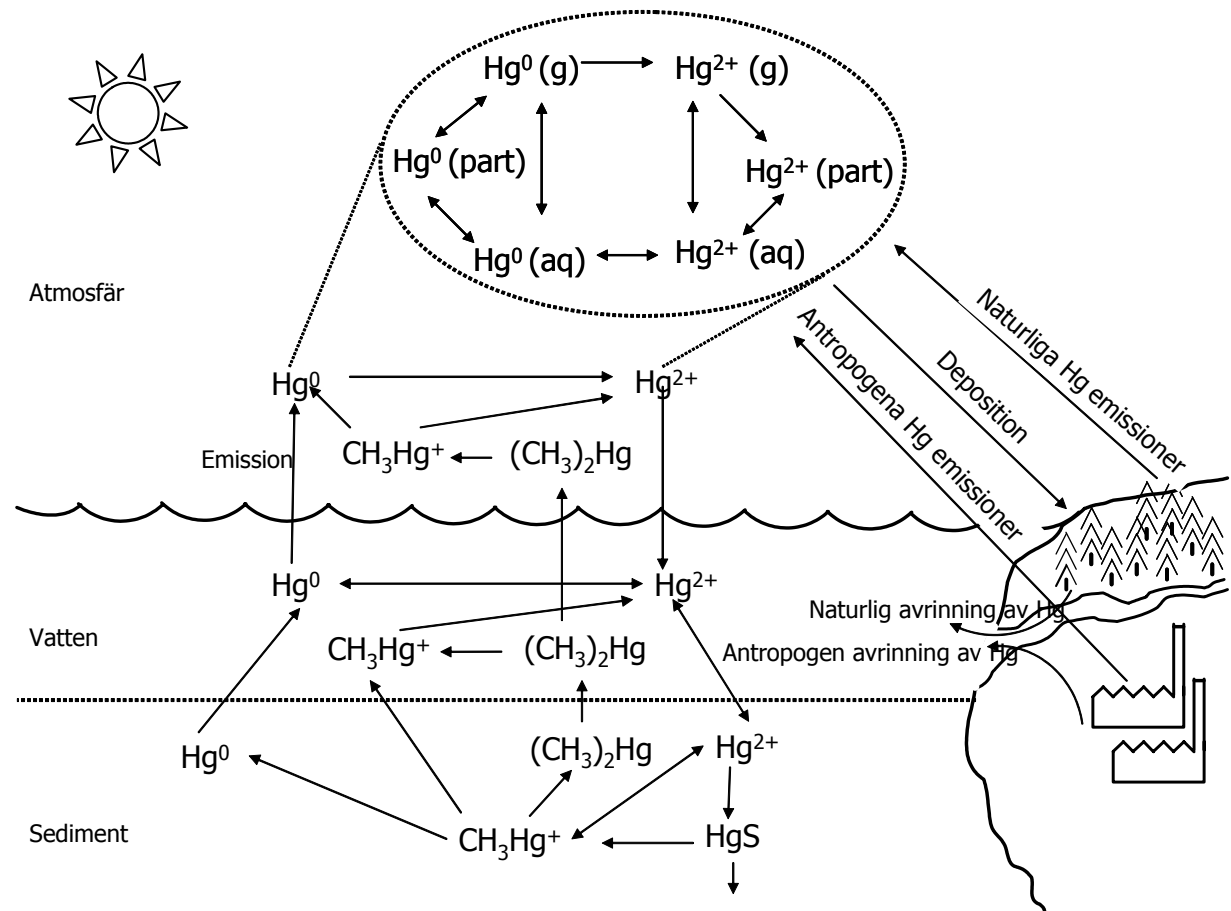 Hg⁰ (g)
Hg²⁺ (g)
Hg⁰ (part)
Hg²⁺ (part)
Hg⁰ (aq)
Hg²⁺ (aq)
Atmosfär
Naturliga Hg emissioner
Deposition
Antropogena Hg emissioner
Hg⁰
Hg²⁺
CH₃Hg⁺
(CH₃)₂Hg
Emission
Hg⁰
Hg²⁺
Naturlig avrinning av Hg
Vatten
CH₃Hg⁺
(CH₃)₂Hg
Antropogen avrinning av Hg
Hg⁰
(CH₃)₂Hg
Hg²⁺
Sediment
CH₃Hg⁺
HgS